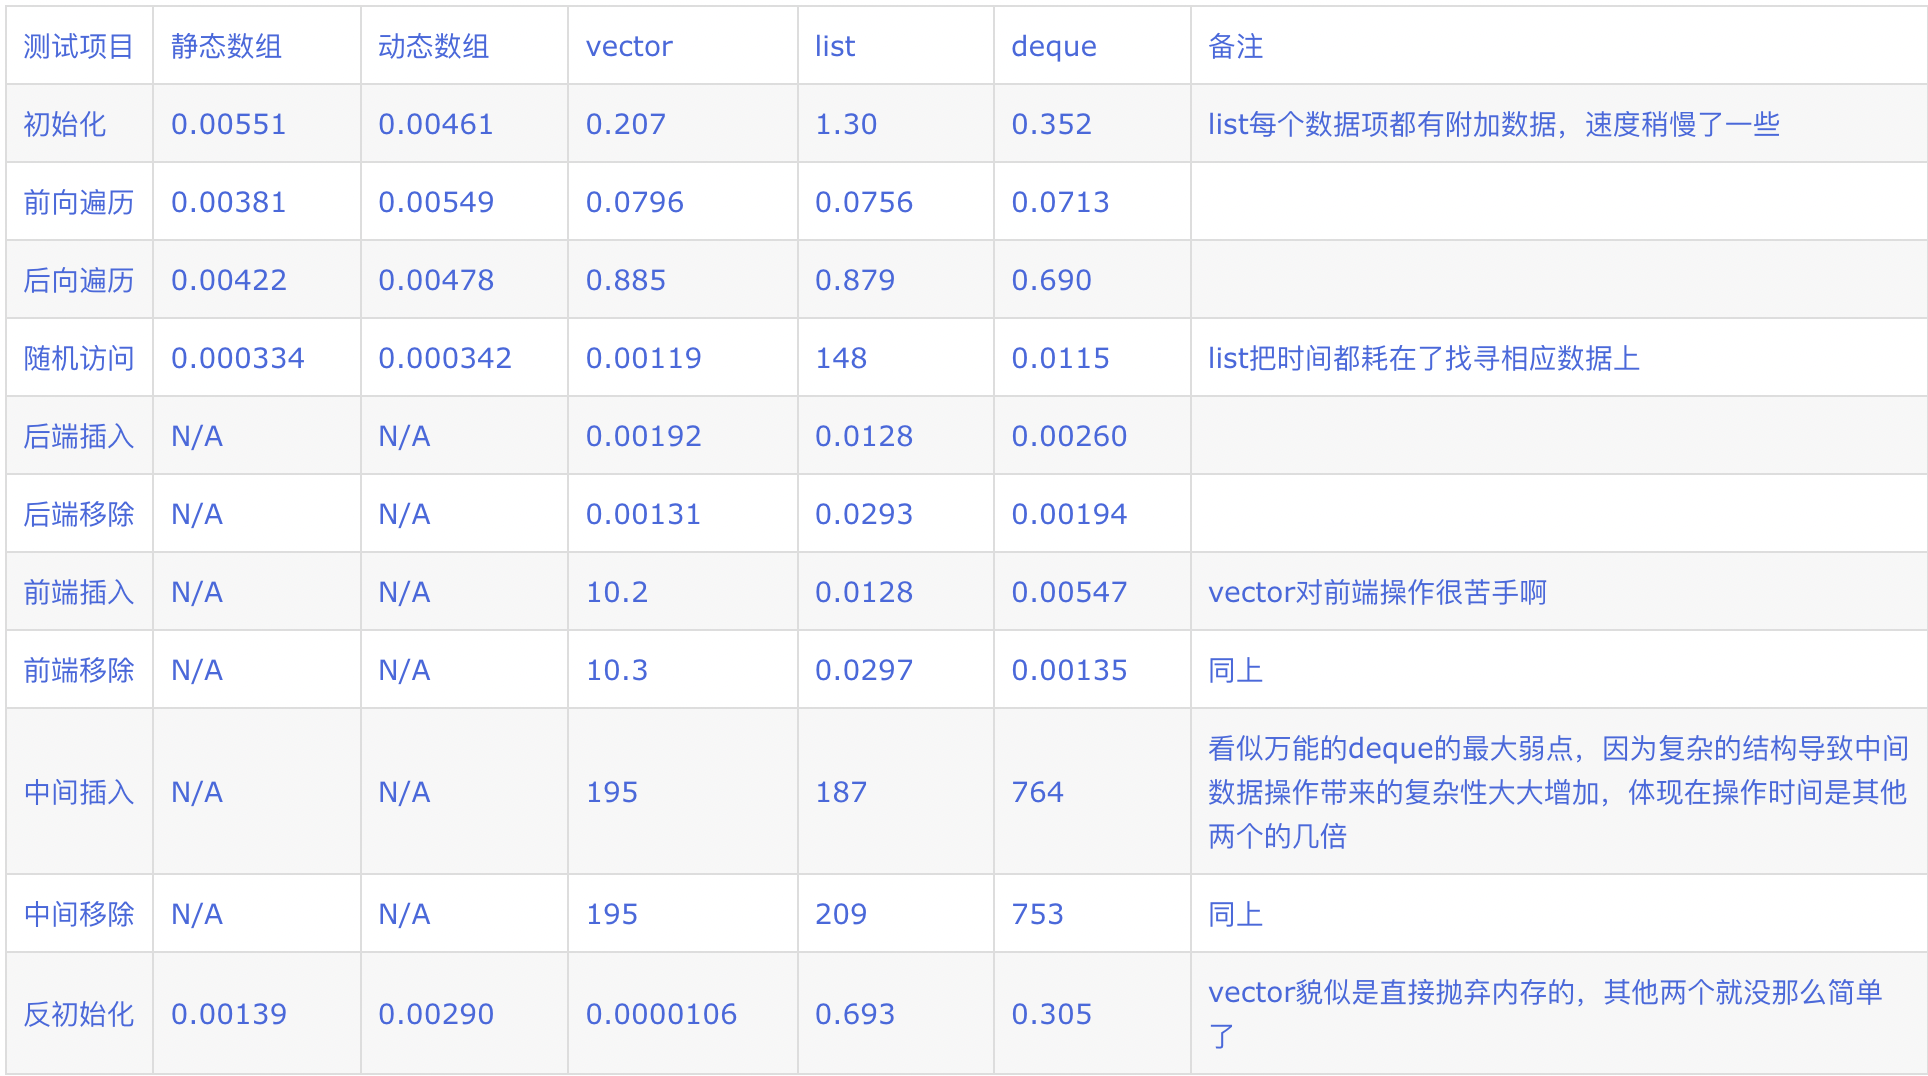 测试项目 静态数组 动态数组 vector list deque 备注
初始化 0.00551 0.00461 0.207 1.30 0.352 list每个数据项都有附加数据，速度稍慢了一些
前向遍历 0.00381 0.00549 0.0796 0.0756 0.0713
后向遍历 0.00422 0.00478 0.885 0.879 0.690
随机访问 0.000334 0.000342 0.00119 148 0.0115 list把时间都耗在了找寻相应数据上
后端插入 N/A N/A 0.00192 0.0128 0.00260
后端移除 N/A N/A 0.00131 0.0293 0.00194
前端插入 N/A N/A 10.2 0.0128 0.00547 vector对前端操作很苦手啊
前端移除 N/A N/A 10.3 0.0297 0.00135 同上
中间插入 N/A N/A 195 187 764 看似万能的deque的最大弱点，因为复杂的结构导致中间
数据操作带来的复杂性大大增加，体现在操作时间是其他
两个的几倍
中间移除 N/A N/A 195 209 753 同上
反初始化 0.00139 0.00290 0.0000106 0.693 0.305 vector貌似是直接抛弃内存的，其他两个就没那么简单
了